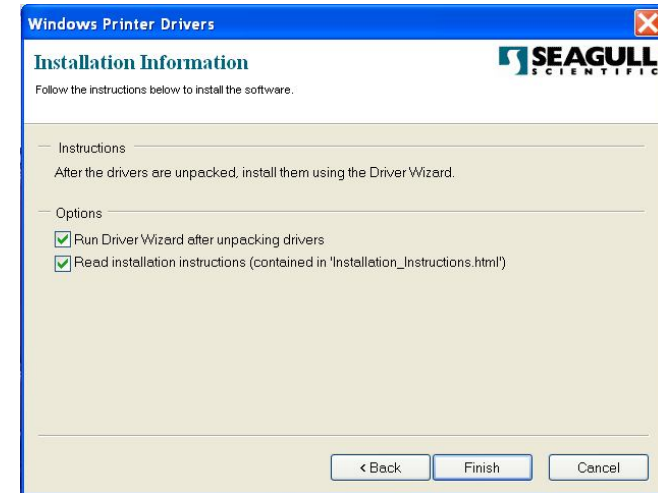 Windows Printer Drivers
Installation Information
SEAGULL
SCIENTIFIC
Follow the instructions below to install the software.
Instructions
After the drivers are unpacked, install them using the Driver Wizard.
Options
Run Driver Wizard after unpacking drivers
Read installation instructions (contained in 'Installation_Instructions.html')
< Back Finish Cancel